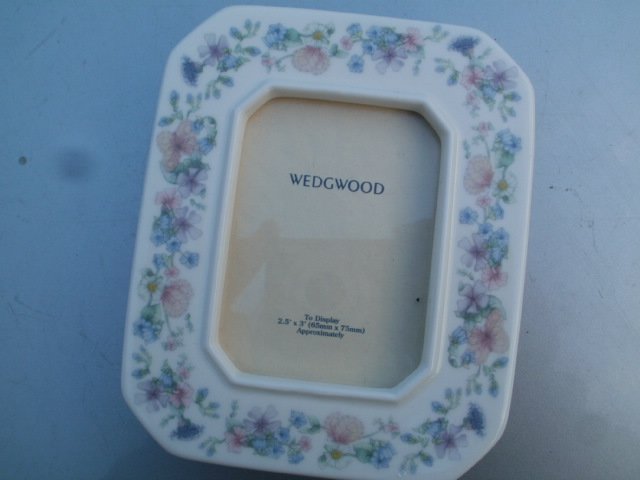 WEDGWOOD
To Display
2.5' x 3' (65mm x 75mm)
Approximately